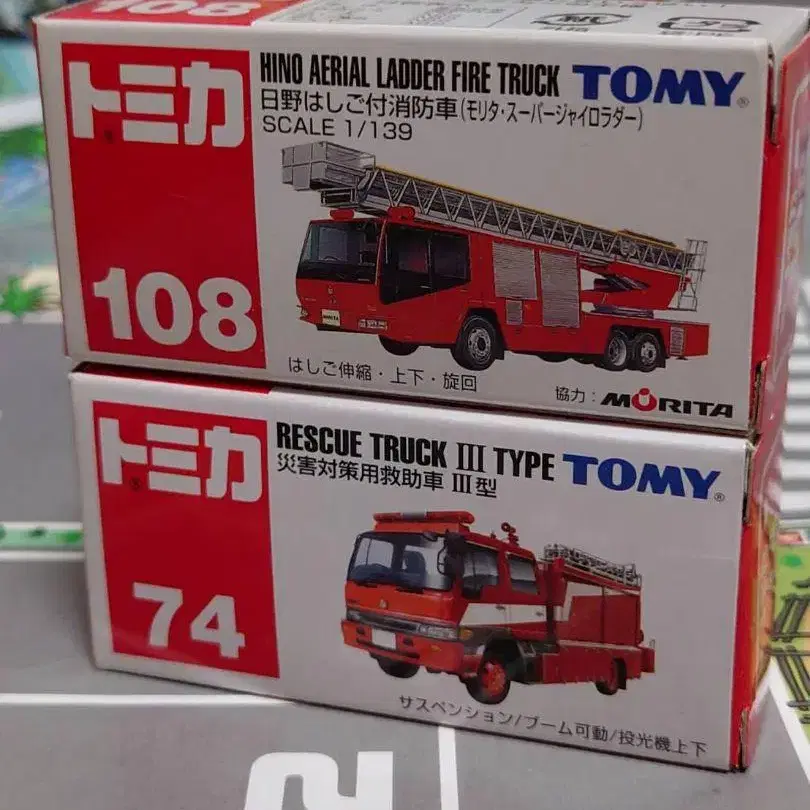 トミカ
108
HINO AERIAL LADDER FIRE TRUCK TOMY
日野はしご付消防車(モリタ・スーパージャイロラダー)
SCALE 1/139
MORITA
はしご伸縮・上下・旋回
協力:MORITA
トミカ
74
RESCUE TRUCK III TYPE TOMY
災害対策用救助車 III型
サスペンション/ブーム可動/投光機上下
2